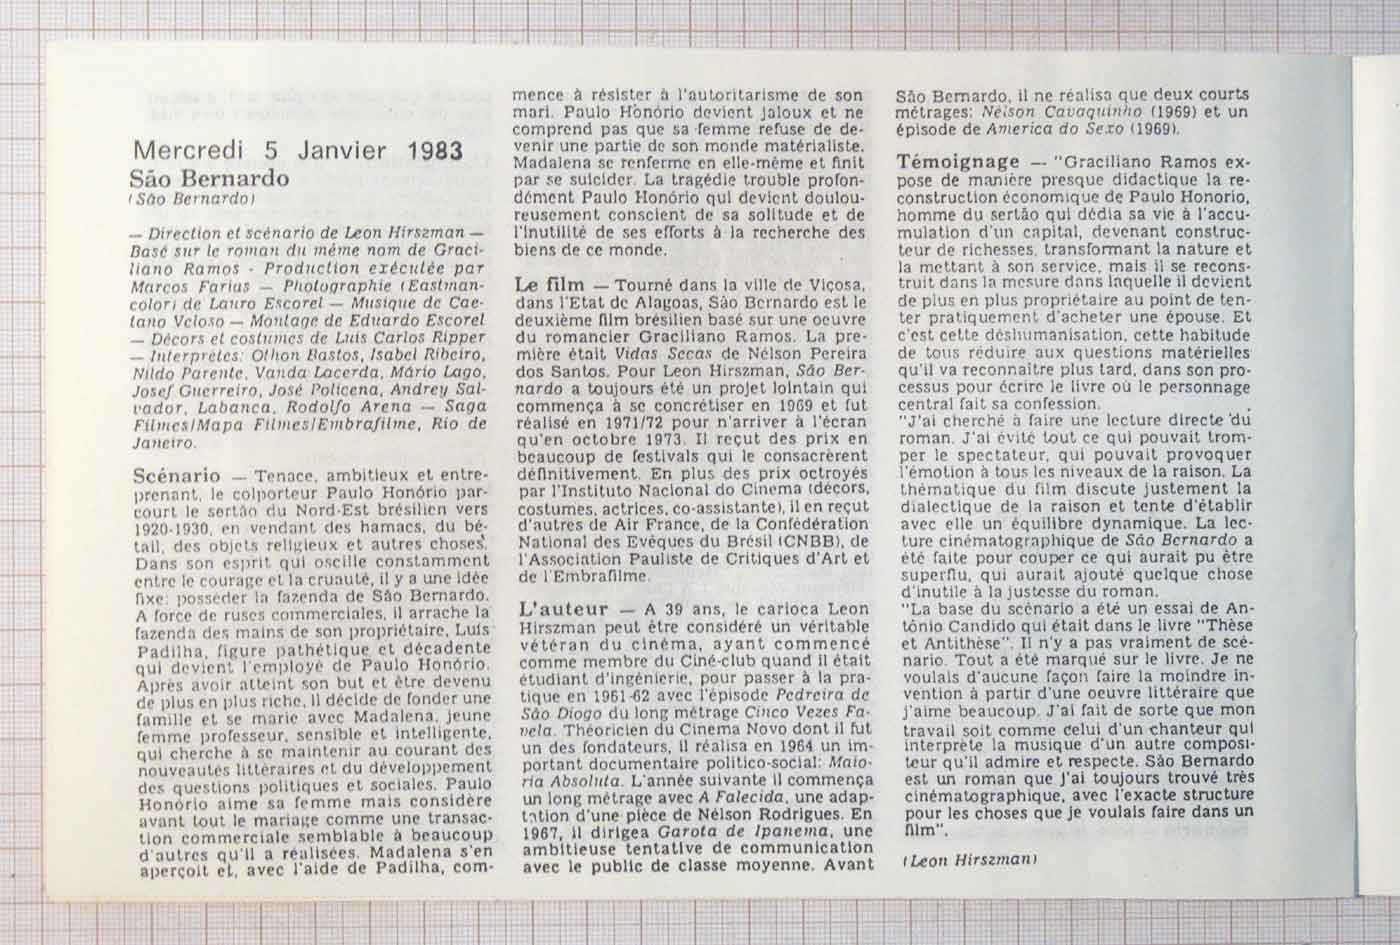 Mercredi 5 Janvier 1983
São Bernardo
(São Bernardo)
— Direction et scénario de Leon Hirszman —
Basé sur le roman du même nom de Graci-
liano Ramos - Production exécutée par
Marcos Farias — Photographie (Eastman-
color) de Lauro Escorel — Musique de Cae-
tano Veloso — Montage de Eduardo Escorel
— Décors et costumes de Luis Carlos Ripper
— Interprètes: Othon Bastos, Isabel Ribeiro,
Nildo Parente, Vanda Lacerda, Mário Lago,
Josef Guerreiro, José Policena, Andrey Sal-
vador, Labanca, Rodolfo Arena — Saga
Filmes/Mapa Filmes/Embrafilme, Rio de
Janeiro.
Scénario — Tenace, ambitieux et entre-
prenant, le colporteur Paulo Honório par-
court le sertão du Nord-Est brésilien vers
1920-1930, en vendant des hamacs, du bé-
tail, des objets religieux et autres choses.
Dans son esprit qui oscille constamment
entre le courage et la cruauté, il y a une idée
fixe: posséder la fazenda de São Bernardo.
A force de ruses commerciales, il arrache la
fazenda des mains de son propriétaire, Luís
Padilha, figure pathétique et décadente
qui devient l'employé de Paulo Honório.
Après avoir atteint son but et être devenu
de plus en plus riche, il décide de fonder une
famille et se marie avec Madalena, jeune
femme professeur, sensible et intelligente,
qui cherche à se maintenir au courant des
nouveautés littéraires et du développement
des questions politiques et sociales. Paulo
Honório aime sa femme mais considère
avant tout le mariage comme une transac-
tion commerciale semblable à beaucoup
d'autres qu'il a réalisées. Madalena s'en
aperçoit et, avec l'aide de Padilha, com-
mence à résister à l'autoritarisme de son
mari. Paulo Honório devient jaloux et ne
comprend pas que sa femme refuse de de-
venir une partie de son monde matérialiste.
Madalena se renferme en elle-même et finit
par se suicider. La tragédie trouble profon-
dément Paulo Honório qui devient doulou-
reusement conscient de sa solitude et de
l'inutilité de ses efforts à la recherche des
biens de ce monde.
Le film — Tourné dans la ville de Viçosa,
dans l'Etat de Alagoas, São Bernardo est le
deuxième film brésilien basé sur une oeuvre
du romancier Graciliano Ramos. La pre-
mière était Vidas Secas de Nélson Pereira
dos Santos. Pour Leon Hirszman, São Ber-
nardo a toujours été un projet lointain qui
commença à se concrétiser en 1969 et fut
réalisé en 1971/72 pour n'arriver à l'écran
qu'en octobre 1973. Il reçut des prix en
beaucoup de festivals qui le consacrèrent
définitivement. En plus des prix octroyés
par l'Instituto Nacional do Cinema (décors,
costumes, actrices, co-assistante), il en reçut
d'autres de Air France, de la Confédération
National des Evêques du Brésil (CNBB), de
l'Association Pauliste de Critiques d'Art et
de l'Embrafilme.
L'auteur — A 39 ans, le carioca Leon
Hirszman peut être considéré un véritable
vétéran du cinéma, ayant commencé
comme membre du Ciné-club quand il était
étudiant d'ingénierie, pour passer à la pra-
tique en 1961-62 avec l'épisode Pedreira de
São Diogo du long métrage Cinco Vezes Fa-
vela. Théoricien du Cinema Novo dont il fut
un des fondateurs, il réalisa en 1964 un im-
portant documentaire politico-social: Maio-
ria Absoluta. L'année suivante il commença
un long métrage avec A Falecida, une adap-
tation d'une pièce de Nélson Rodrigues. En
1967, il dirigea Garota de Ipanema, une
ambitieuse tentative de communication
avec le public de classe moyenne. Avant
São Bernardo, il ne réalisa que deux courts
métrages: Nélson Cavaquinho (1969) et un
épisode de America do Sexo (1969).
Témoignage — "Graciliano Ramos ex-
pose de manière presque didactique la re-
construction économique de Paulo Honorio,
homme du sertão qui dédia sa vie à l'accu-
mulation d'un capital, devenant construc-
teur de richesses, transformant la nature et
la mettant à son service, mais il se recons-
truit dans la mesure dans laquelle il devient
de plus en plus propriétaire au point de ten-
ter pratiquement d'acheter une épouse. Et
c'est cette déshumanisation, cette habitude
de tous réduire aux questions matérielles
qu'il va reconnaître plus tard, dans son pro-
cessus pour écrire le livre où le personnage
central fait sa confession.
"J'ai cherché à faire une lecture directe du
roman. J'ai évité tout ce qui pouvait trom-
per le spectateur, qui pouvait provoquer
l'émotion à tous les niveaux de la raison. La
thématique du film discute justement la
dialectique de la raison et tente d'établir
avec elle un équilibre dynamique. La lec-
ture cinématographique de São Bernardo a
été faite pour couper ce qui aurait pu être
superflu, qui aurait ajouté quelque chose
d'inutile à la justesse du roman.
"La base du scénario a été un essai de An-
tônio Candido qui était dans le livre "Thèse
et Antithèse". Il n'y a pas vraiment de scé-
nario. Tout a été marqué sur le livre. Je ne
voulais d'aucune façon faire la moindre in-
vention à partir d'une oeuvre littéraire que
j'aime beaucoup. J'ai fait de sorte que mon
travail soit comme celui d'un chanteur qui
interprète la musique d'un autre composi-
teur qu'il admire et respecte. São Bernardo
est un roman que j'ai toujours trouvé très
cinématographique, avec l'exacte structure
pour les choses que je voulais faire dans un
film".
(Leon Hirszman)